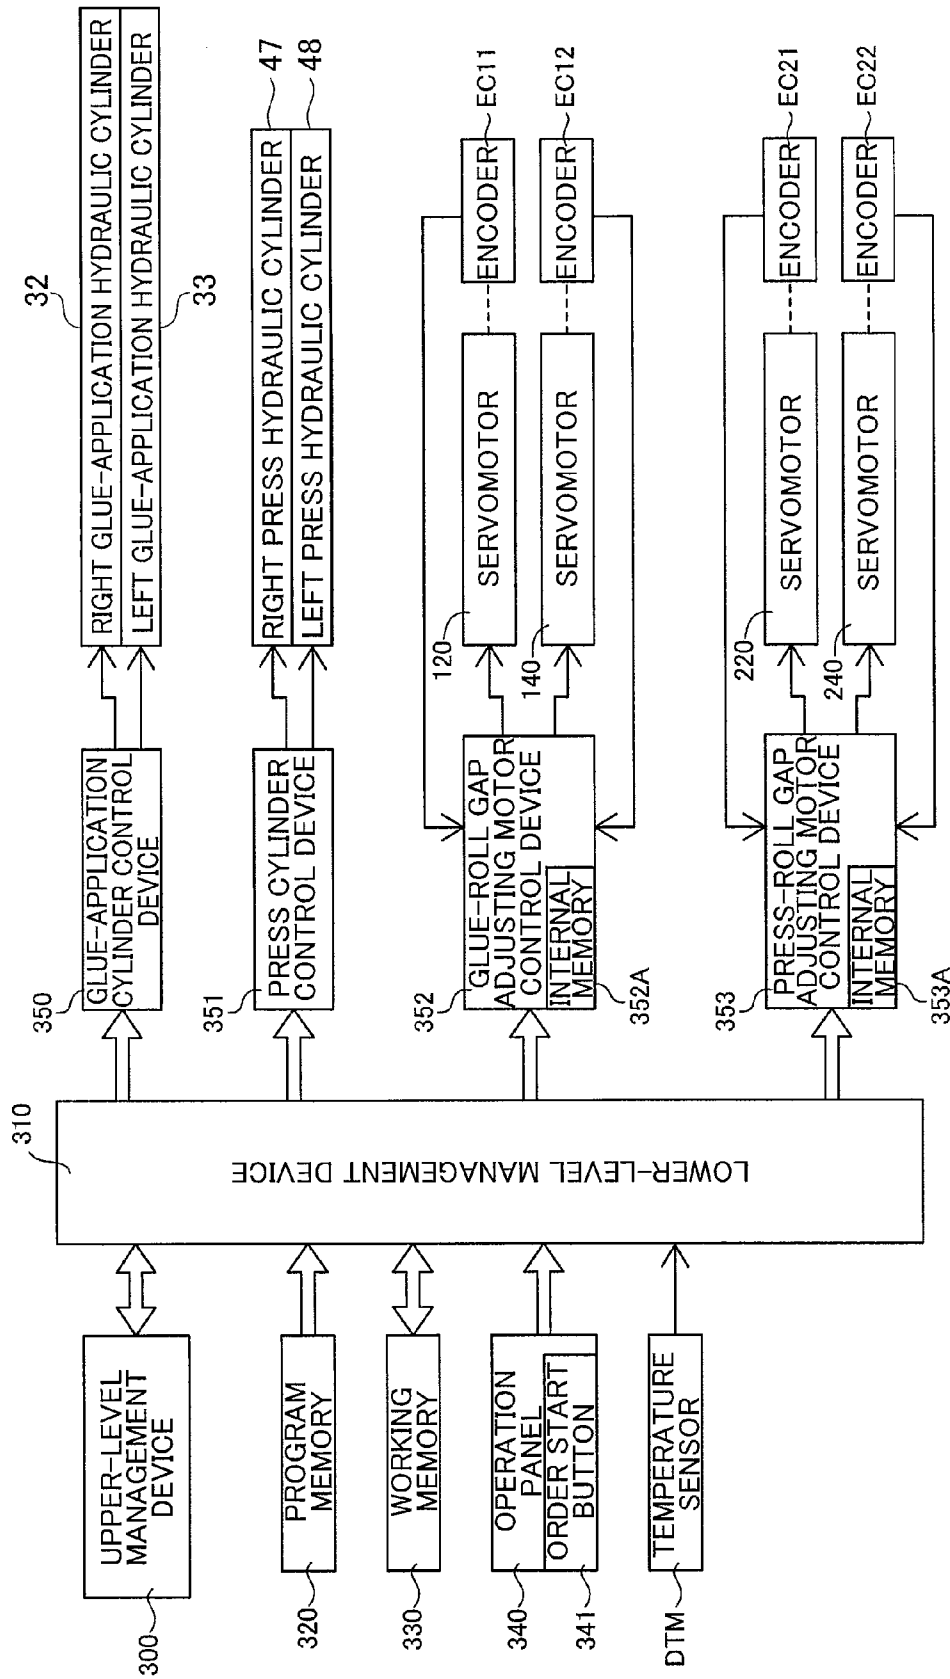 300
UPPER-LEVEL
MANAGEMENT
DEVICE
320
PROGRAM
MEMORY
330
WORKING
MEMORY
340
OPERATION
PANEL
341
ORDER START
BUTTON
DTM
TEMPERATURE
SENSOR
310
LOWER-LEVEL MANAGEMENT DEVICE
350
GLUE-APPLICATION
CYLINDER CONTROL
DEVICE
32
RIGHT GLUE-APPLICATION HYDRAULIC CYLINDER
LEFT GLUE-APPLICATION HYDRAULIC CYLINDER
33
351
PRESS CYLINDER
CONTROL DEVICE
RIGHT PRESS HYDRAULIC CYLINDER
47
LEFT PRESS HYDRAULIC CYLINDER
48
352
GLUE-ROLL GAP
ADJUSTING MOTOR
CONTROL DEVICE
INTERNAL
MEMORY
352A
120
SERVOMOTOR
ENCODER
EC11
140
SERVOMOTOR
ENCODER
EC12
353
PRESS-ROLL GAP
ADJUSTING MOTOR
CONTROL DEVICE
INTERNAL
MEMORY
353A
220
SERVOMOTOR
ENCODER
EC21
240
SERVOMOTOR
ENCODER
EC22